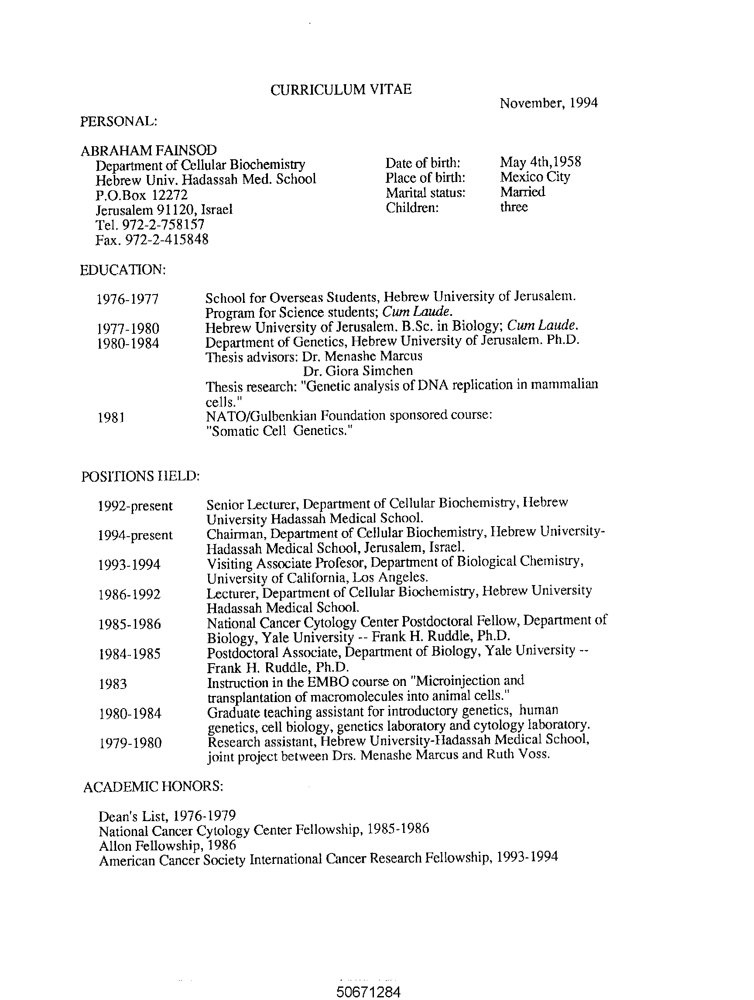 CURRICULUM VITAE
November, 1994
PERSONAL:
ABRAHAM FAINSOD
Department of Cellular Biochemistry Date of birth: May 4th,1958
Hebrew Univ. Hadassah Med. School Place of birth: Mexico City
P.O.Box 12272 Marital status: Married
Jerusalem 91120, Israel Children: three
Tel. 972-2-758157
Fax. 972-2-415848
EDUCATION:
1976-1977 School for Overseas Students, Hebrew University of Jerusalem.
Program for Science students; Cum Laude.
1977-1980 Hebrew University of Jerusalem. B.Sc. in Biology; Cum Laude.
1980-1984 Department of Genetics, Hebrew University of Jerusalem. Ph.D.
Thesis advisors: Dr. Menashe Marcus
Dr. Giora Simchen
Thesis research: "Genetic analysis of DNA replication in mammalian
cells."
1981 NATO/Gulbenkian Foundation sponsored course:
"Somatic Cell Genetics."
POSITIONS HELD:
1992-present Senior Lecturer, Department of Cellular Biochemistry, Hebrew
University Hadassah Medical School.
1994-present Chairman, Department of Cellular Biochemistry, Hebrew University-
Hadassah Medical School, Jerusalem, Israel.
1993-1994 Visiting Associate Profesor, Department of Biological Chemistry,
University of California, Los Angeles.
1986-1992 Lecturer, Department of Cellular Biochemistry, Hebrew University
Hadassah Medical School.
1985-1986 National Cancer Cytology Center Postdoctoral Fellow, Department of
Biology, Yale University -- Frank H. Ruddle, Ph.D.
1984-1985 Postdoctoral Associate, Department of Biology, Yale University --
Frank H. Ruddle, Ph.D.
1983 Instruction in the EMBO course on "Microinjection and
transplantation of macromolecules into animal cells."
1980-1984 Graduate teaching assistant for introductory genetics, human
genetics, cell biology, genetics laboratory and cytology laboratory.
1979-1980 Research assistant, Hebrew University-Hadassah Medical School,
joint project between Drs. Menashe Marcus and Ruth Voss.
ACADEMIC HONORS:
Dean's List, 1976-1979
National Cancer Cytology Center Fellowship, 1985-1986
Allon Fellowship, 1986
American Cancer Society International Cancer Research Fellowship, 1993-1994
50671284